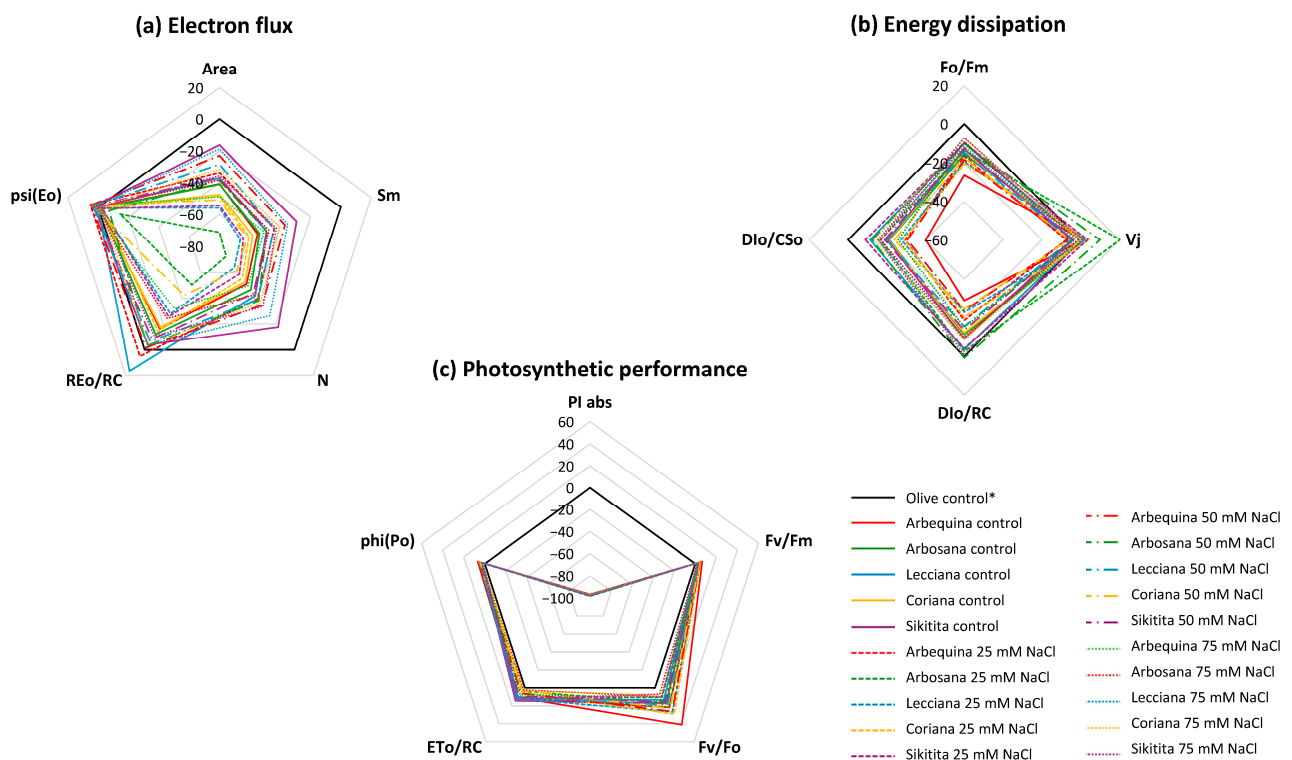 (a) Electron flux
Area
20
0
−20
−40
−60
−80
psi(Eo)
Sm
REo/RC
N
(b) Energy dissipation
Fo/Fm
20
0
−20
−40
−60
DIo/CSo
Vj
DIo/RC
(c) Photosynthetic performance
PI abs
60
40
20
0
−20
−40
−60
−80
−100
phi(Po)
Fv/Fm
ETo/RC
Fv/Fo
Olive control*
Arbequina control
Arbosana control
Lecciana control
Coriana control
Sikitita control
Arbequina 25 mM NaCl
Arbosana 25 mM NaCl
Lecciana 25 mM NaCl
Coriana 25 mM NaCl
Sikitita 25 mM NaCl
Arbequina 50 mM NaCl
Arbosana 50 mM NaCl
Lecciana 50 mM NaCl
Coriana 50 mM NaCl
Sikitita 50 mM NaCl
Arbequina 75 mM NaCl
Arbosana 75 mM NaCl
Lecciana 75 mM NaCl
Coriana 75 mM NaCl
Sikitita 75 mM NaCl